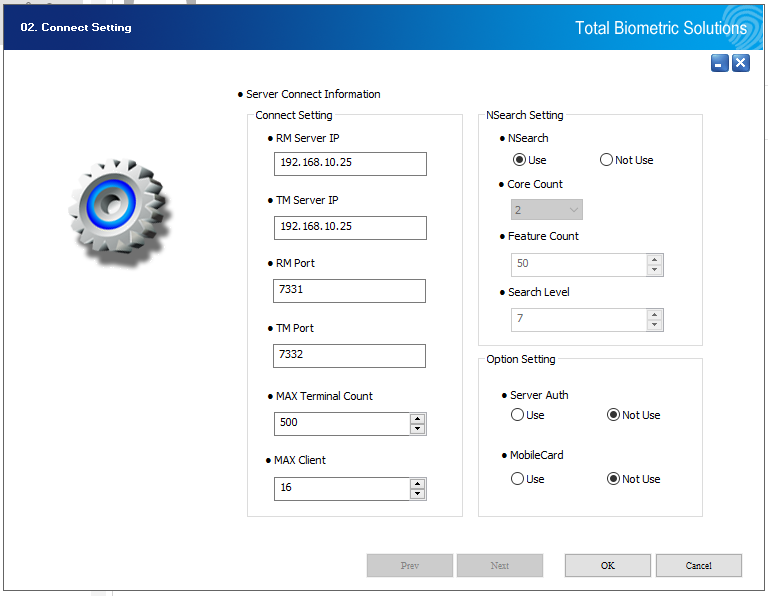 02. Connect Setting
Total Biometric Solutions
● Server Connect Information
Connect Setting
● RM Server IP
192.168.10.25
● TM Server IP
192.168.10.25
● RM Port
7331
● TM Port
7332
● MAX Terminal Count
500
● MAX Client
16
NSearch Setting
● NSearch
Use Not Use
● Core Count
2
● Feature Count
50
● Search Level
7
Option Setting
● Server Auth
Use Not Use
● MobileCard
Use Not Use
Prev Next OK Cancel